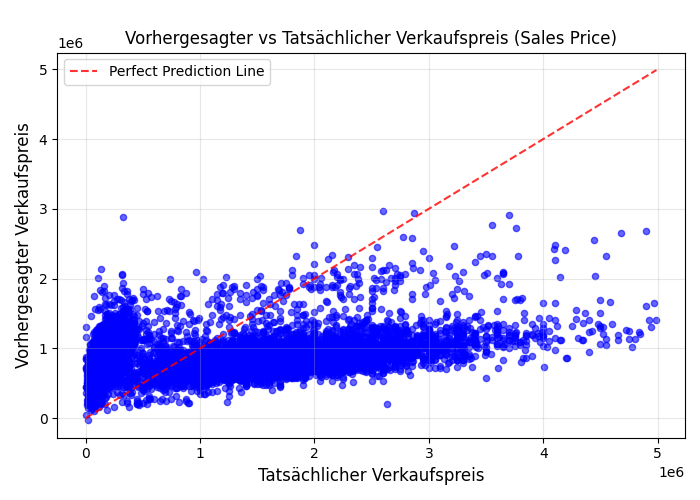 Vorhergesagter vs Tatsächlicher Verkaufspreis (Sales Price)
1e6
Perfect Prediction Line
5
4
3
2
1
0
Vorhergesagter Verkaufspreis
0 1 2 3 4 5
1e6
Tatsächlicher Verkaufspreis